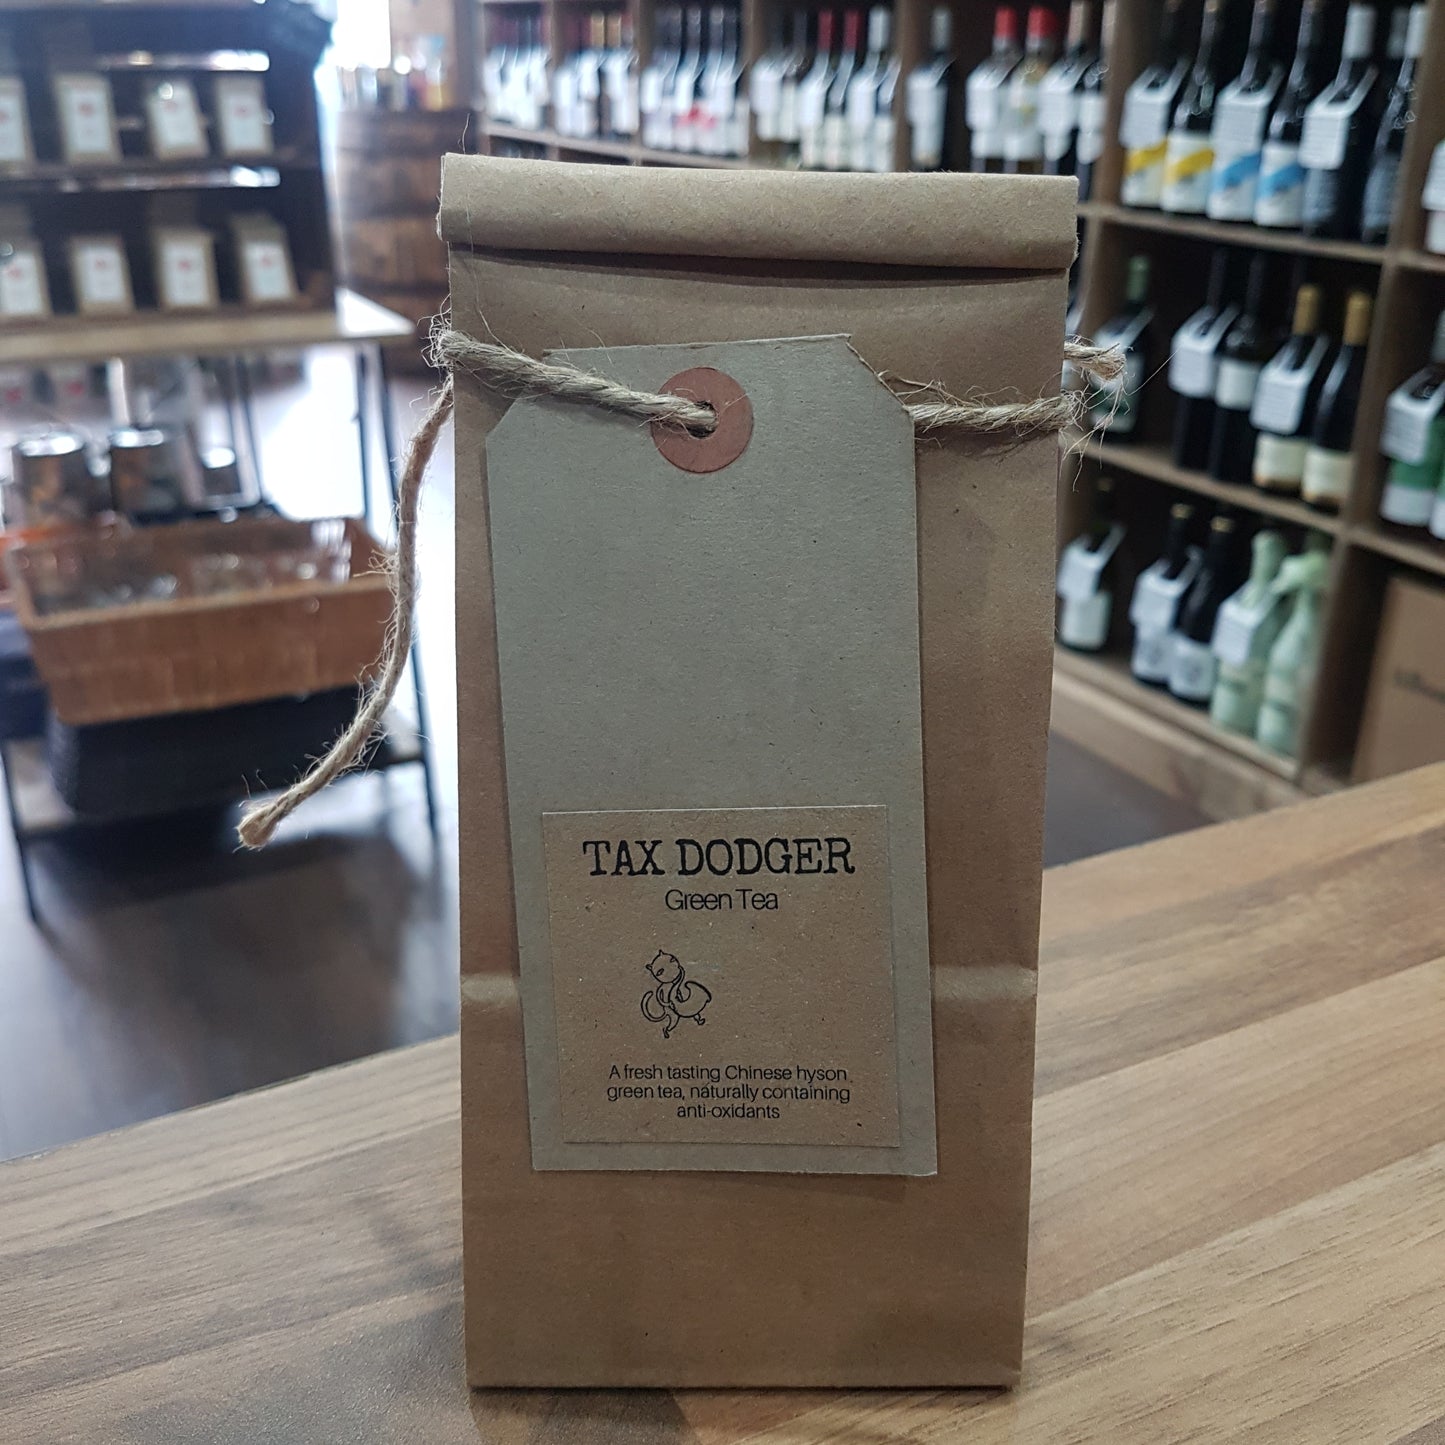 TAX DODGER
Green Tea
A fresh tasting Chinese hyson
green tea, naturally containing
anti-oxidants